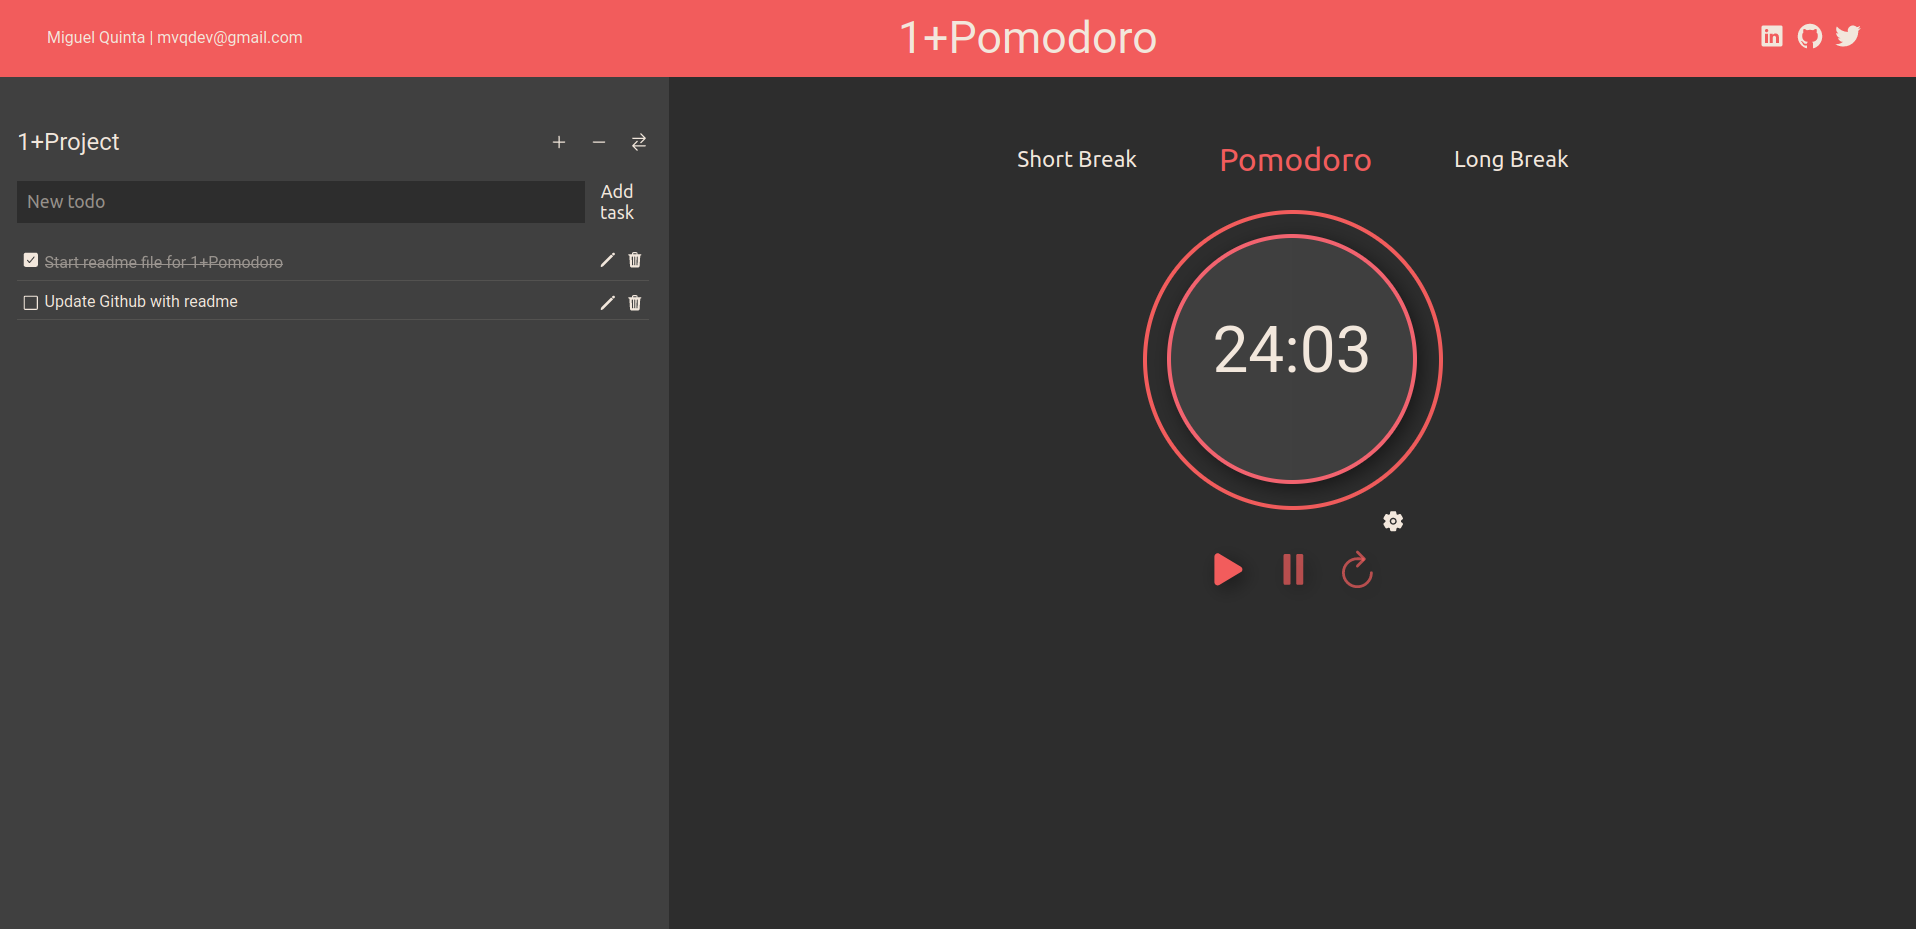 Miguel Quinta | mvqdev@gmail.com
1+Pomodoro
in
1+Project
New todo
Add
task
Start readme file for 1+Pomodoro
Update Github with readme
Short Break
Pomodoro
Long Break
24:03